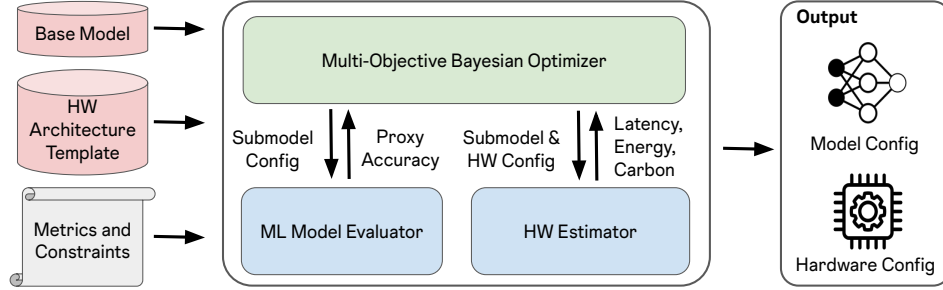 Base Model
HW
Architecture
Template
Metrics and
Constraints
Multi-Objective Bayesian Optimizer
Submodel
Config
Proxy
Accuracy
Submodel &
HW Config
Latency,
Energy,
Carbon
ML Model Evaluator
HW Estimator
Output
Model Config
Hardware Config